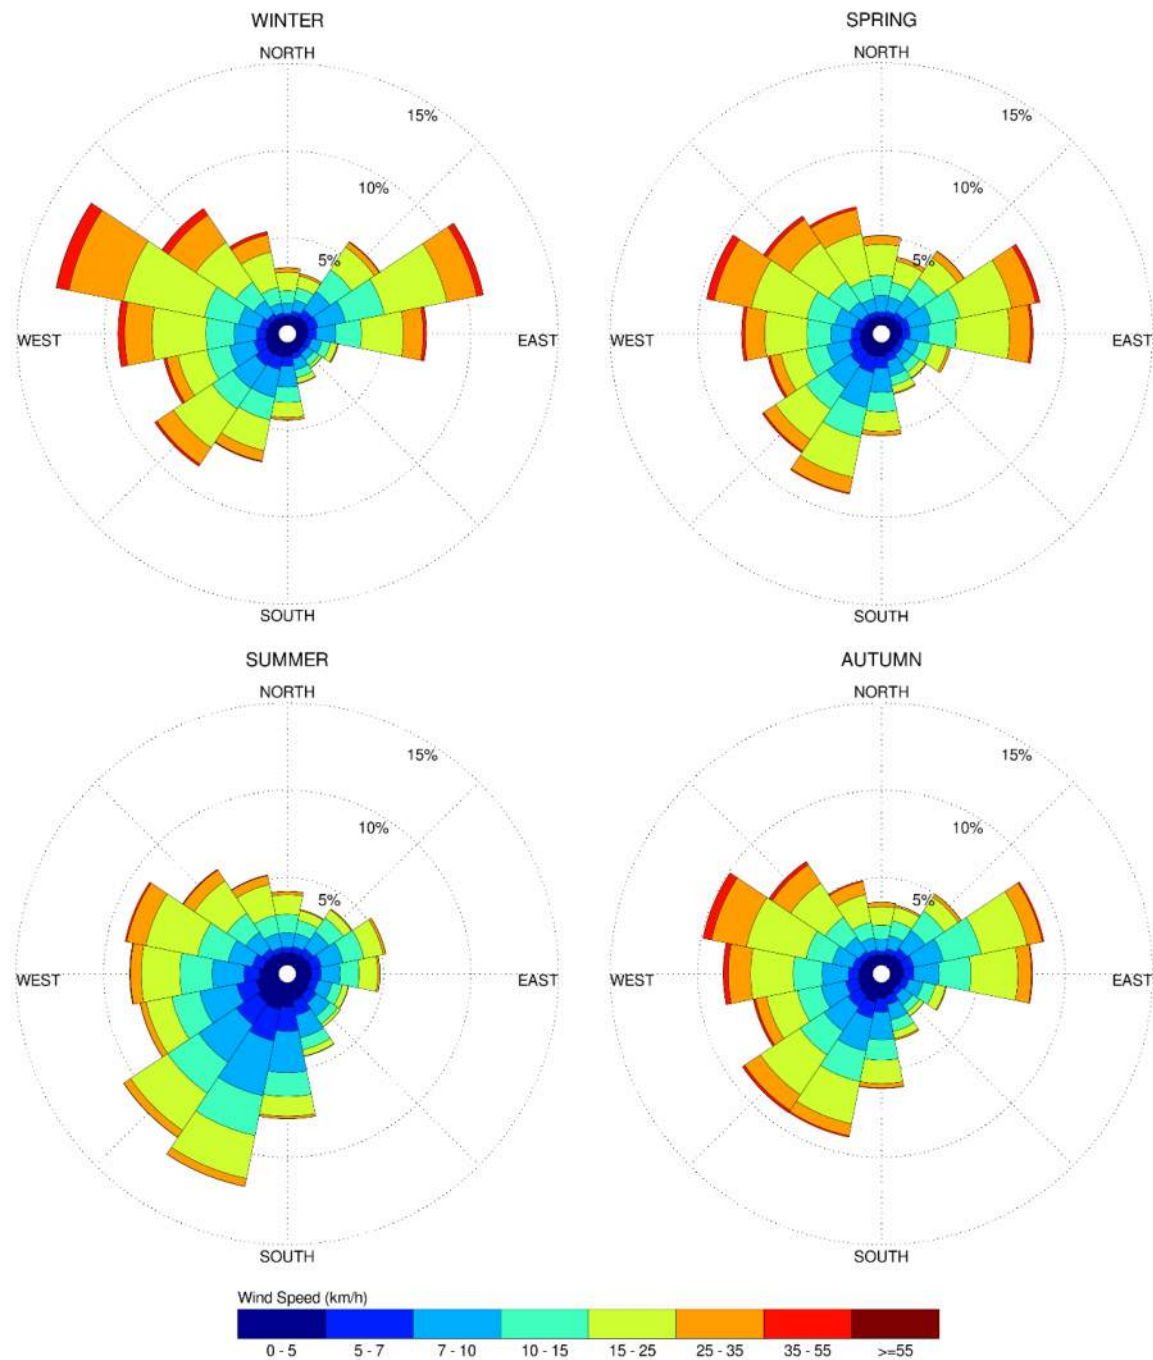 WINTER
SPRING
NORTH
NORTH
15%
15%
10%
10%
5%
5%
WEST
EAST
WEST
EAST
SOUTH
SOUTH
SUMMER
AUTUMN
NORTH
NORTH
15%
15%
10%
10%
5%
5%
WEST
EAST
WEST
EAST
SOUTH
SOUTH
Wind Speed (km/h)
0 - 5 5 - 7 7 - 10 10 - 15 15 - 25 25 - 35 35 - 55 >=55